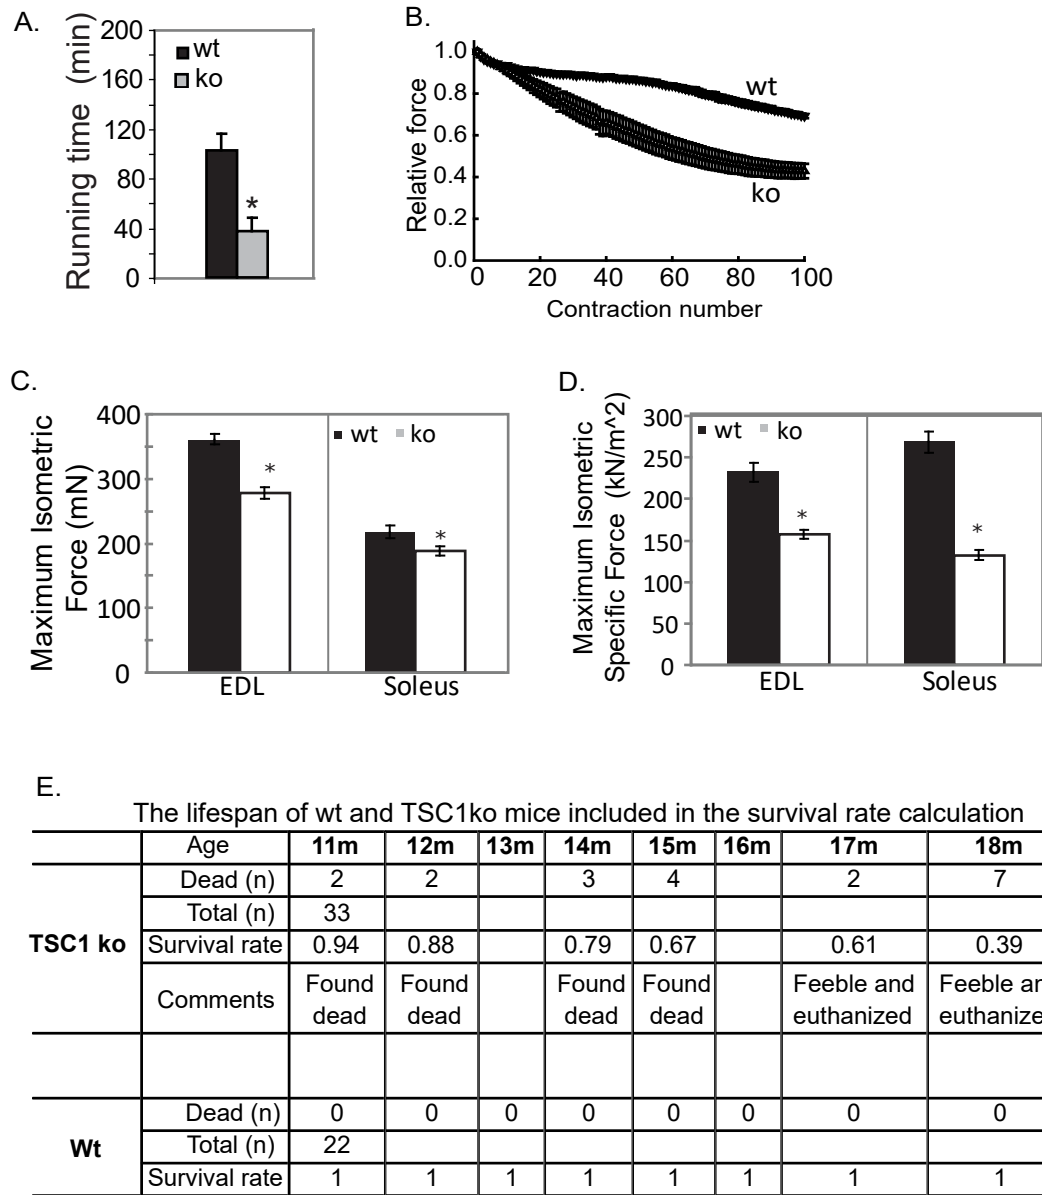 A.
Running time (min)
200
160
120
80
40
0
wt
ko
*
B.
Relative force
1.0
0.8
0.6
0.4
0.2
0.0
wt
ko
0 20 40 60 80 100
Contraction number
C.
Maximum Isometric
Force (mN)
400
300
200
100
0
wt ko
*
*
EDL Soleus
D.
Maximum Isometric
Specific Force (kN/m^2)
300
250
200
150
100
50
0
wt ko
*
*
EDL Soleus
E.
The lifespan of wt and TSC1ko mice included in the survival rate calculation
Age 11m 12m 13m 14m 15m 16m 17m 18m
Dead (n) 2 2 3 4 2 7
Total (n) 33
TSC1 ko Survival rate 0.94 0.88 0.79 0.67 0.61 0.39
Comments Found Found Found Found Feeble and Feeble an
dead dead dead dead euthanized euthanize
Dead (n) 0 0 0 0 0 0 0 0
Wt Total (n) 22
Survival rate 1 1 1 1 1 1 1 1